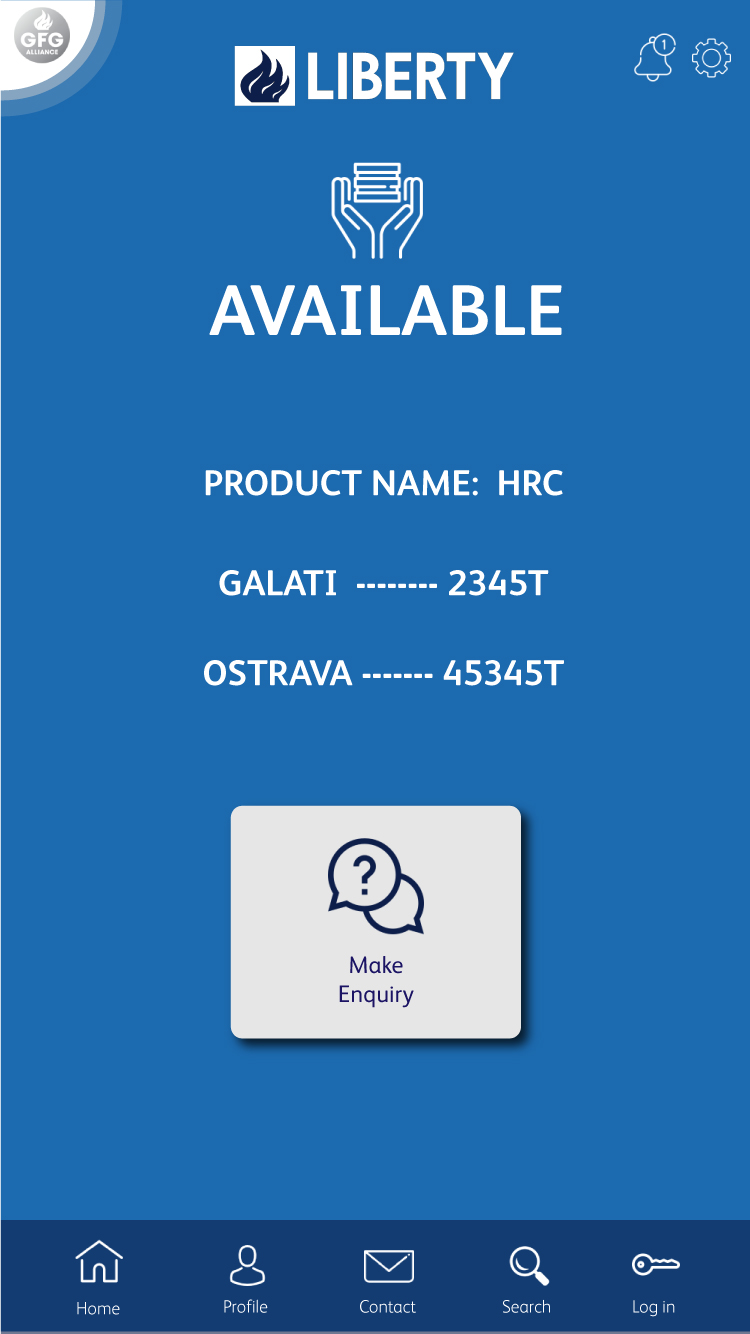 GFG
ALLIANCE
LIBERTY
1
AVAILABLE
PRODUCT NAME:  HRC
GALATI  -------- 2345T
OSTRAVA ------- 45345T
?
Make
Enquiry
Home
Profile
Contact
Search
Log in